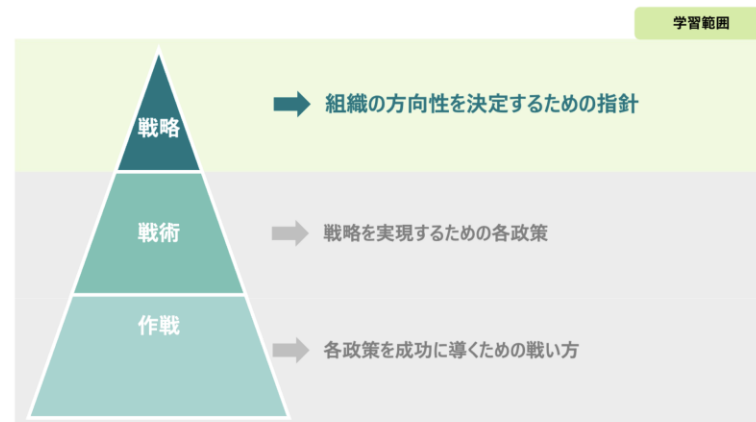 学習範囲
戦略
組織の方向性を決定するための指針
戦術
戦略を実現するための各政策
作戦
各政策を成功に導くための戦い方